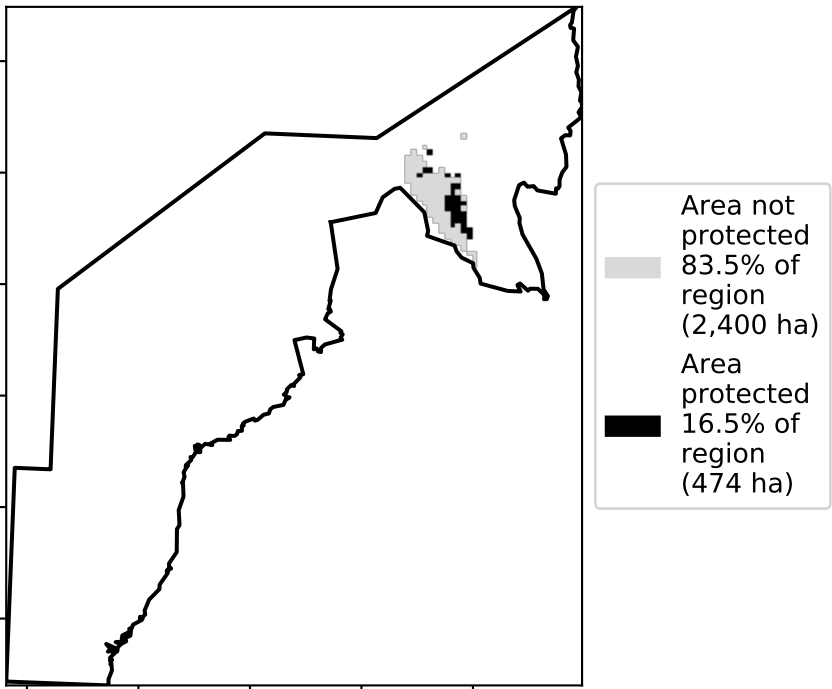 Area not
protected
83.5% of
region
(2,400 ha)
Area
protected
16.5% of
region
(474 ha)